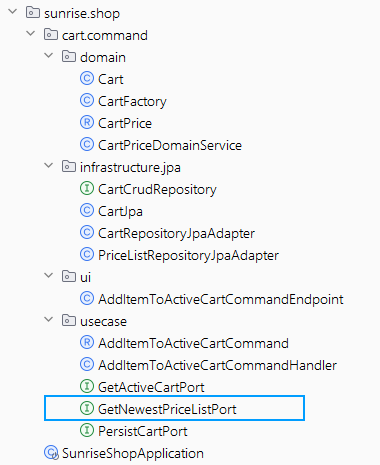 sunrise.shop
cart.command
domain
C Cart
C CartFactory
R CartPrice
C CartPriceDomainService
infrastructure.jpa
I CartCrudRepository
C CartJpa
C CartRepositoryJpaAdapter
C PriceListRepositoryJpaAdapter
ui
C AddItemToActiveCartCommandEndpoint
usecase
R AddItemToActiveCartCommand
C AddItemToActiveCartCommandHandler
I GetActiveCartPort
I GetNewestPriceListPort
I PersistCartPort
C SunriseShopApplication